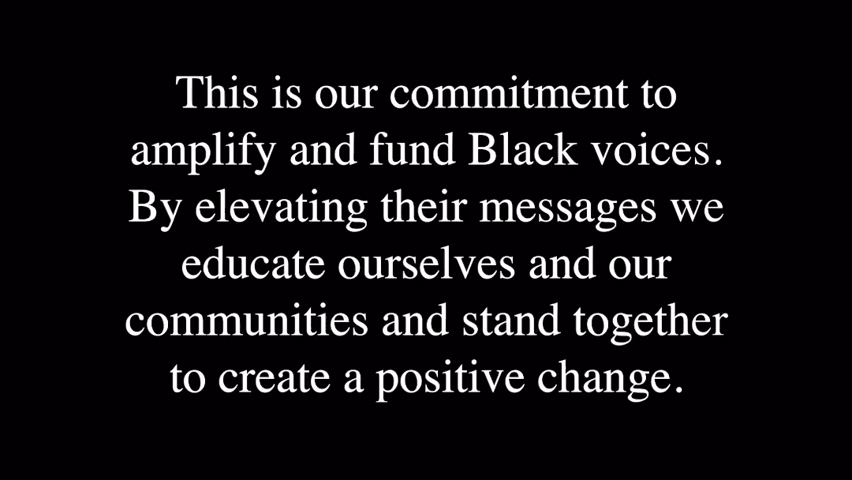 This is our commitment to
amplify and fund Black voices.
By elevating their messages we
educate ourselves and our
communities and stand together
to create a positive change.